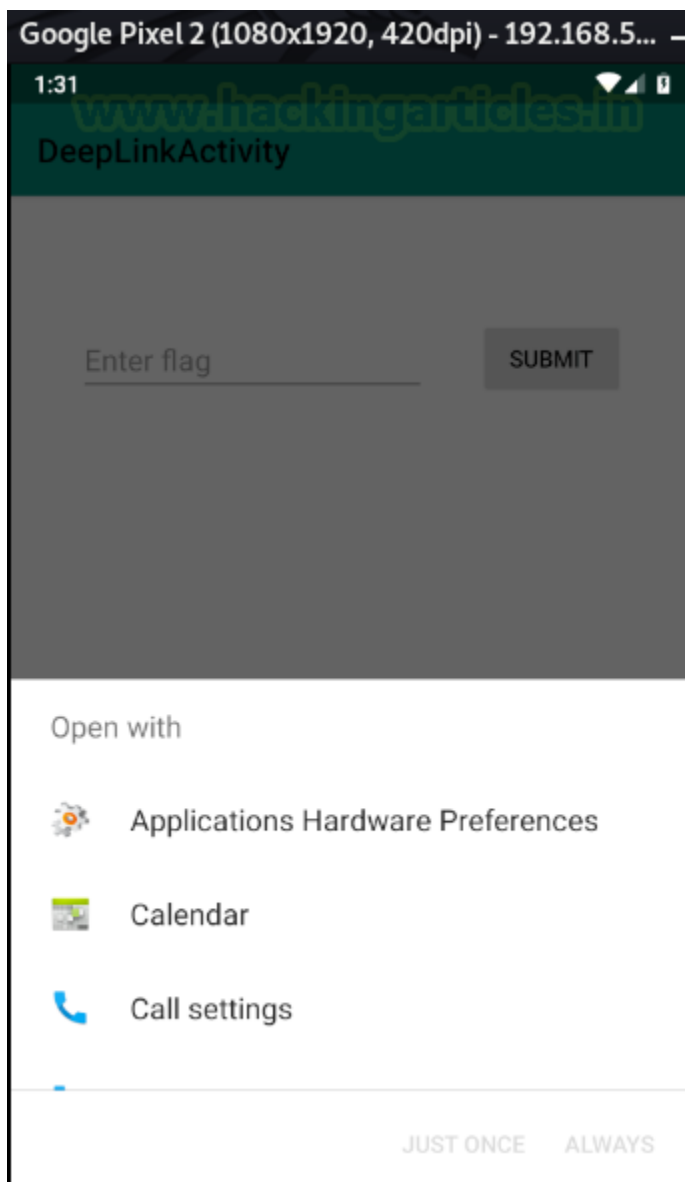 Google Pixel 2 (1080x1920, 420dpi) - 192.168.5...
1:31
www.hackingarticles.in
DeepLinkActivity
Enter flag
SUBMIT
Open with
Applications Hardware Preferences
Calendar
Call settings
JUST ONCE ALWAYS